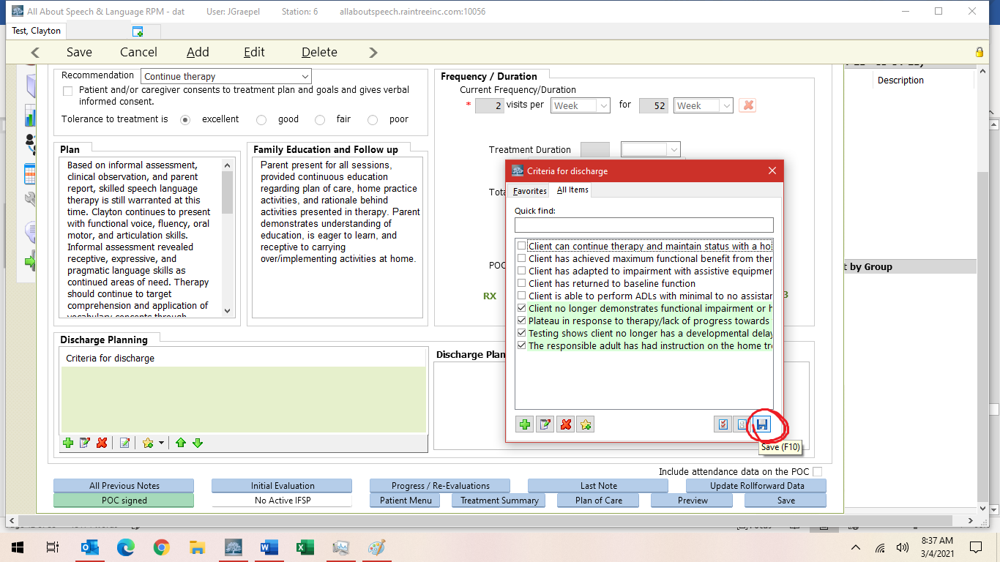 All About Speech & Language RPM - dat User: JGraepel Station: 6 allaboutspeech.raintreeinc.com:10056
Test, Clayton
Save Cancel Add Edit Delete
Recommendation Continue therapy
Patient and/or caregiver consents to treatment plan and goals and gives verbal
informed consent.
Tolerance to treatment is excellent good fair poor
Frequency / Duration
Current Frequency/Duration
* 2 visits per Week for 52 Week
Treatment Duration
RX
Description
t by Group
Plan
Based on informal assessment,
clinical observation, and parent
report, skilled speech language
therapy is still warranted at this
time. Clayton continues to present
with functional voice, fluency, oral
motor, and articulation skills.
Informal assessment revealed
receptive, expressive, and
pragmatic language skills as
continued areas of need. Therapy
should continue to target
comprehension and application of
vocabulary concepts through
Family Education and Follow up
Parent present for all sessions,
provided continuous education
regarding plan of care, home practice
activities, and rationale behind
activities presented in therapy. Parent
demonstrates understanding of
education, is eager to learn, and
receptive to carrying
over/implementing activities at home.
Tota
POC
3
Criteria for discharge
Favorites All Items
Quick find:
Client can continue therapy and maintain status with a ho
Client has achieved maximum functional benefit from ther
Client has adapted to impairment with assistive equipmer
Client has returned to baseline function
Client is able to perform ADLs with minimal to no assistar
Client no longer demonstrates functional impairment or h
Plateau in response to therapy/lack of progress towards
Testing shows client no longer has a developmental delay
The responsible adult has had instruction on the home tre
Save (F10)
Discharge Planning
Criteria for discharge
Discharge Plan
Include attendance data on the POC
All Previous Notes Initial Evaluation Progress / Re-Evaluations Last Note Update Rollforward Data
POC signed No Active IFSP Patient Menu Treatment Summary Plan of Care Preview Save
Focus
8:37 AM
3/4/2021